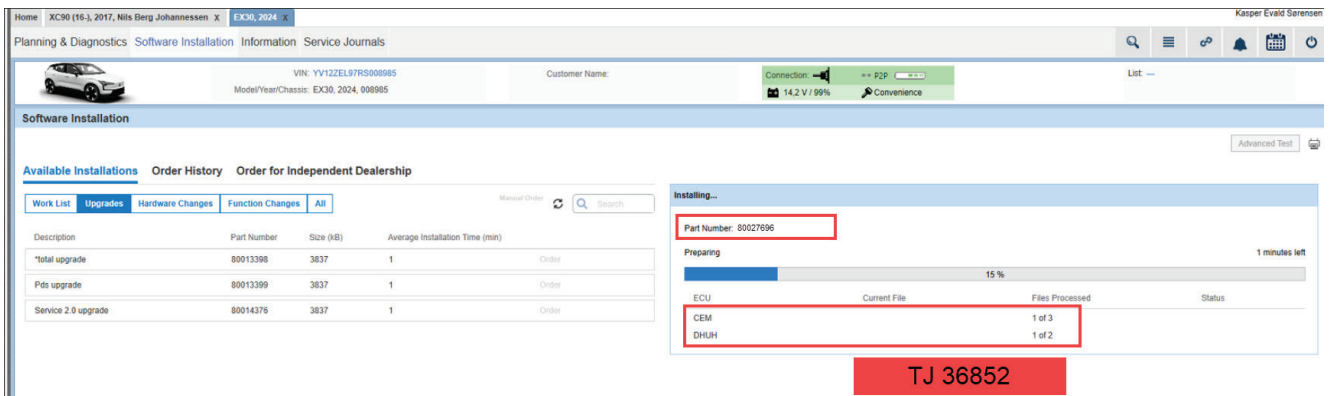 Kasper Evald Sørensen
Home XC90 (16-), 2017, Nils Berg Johannessen X EX30, 2024 X
Planning & Diagnostics Software Installation Information Service Journals
VIN: YV12ZEL97RS008985 Customer Name: Connection: P2P List: —
Model/Year/Chassis: EX30, 2024, 008985 14,2 V / 99% Convenience
Software Installation
Advanced Test
Available Installations Order History Order for Independent Dealership
Work List Upgrades Hardware Changes Function Changes All Manual Order Search
Description Part Number Size (kB) Average Installation Time (min)
*total upgrade 80013398 3837 1 Order
Pds upgrade 80013399 3837 1 Order
Service 2.0 upgrade 80014376 3837 1 Order
Installing...
Part Number: 80027696
Preparing 1 minutes left
15 %
ECU Current File Files Processed Status
CEM 1 of 3
DHUH 1 of 2
TJ 36852